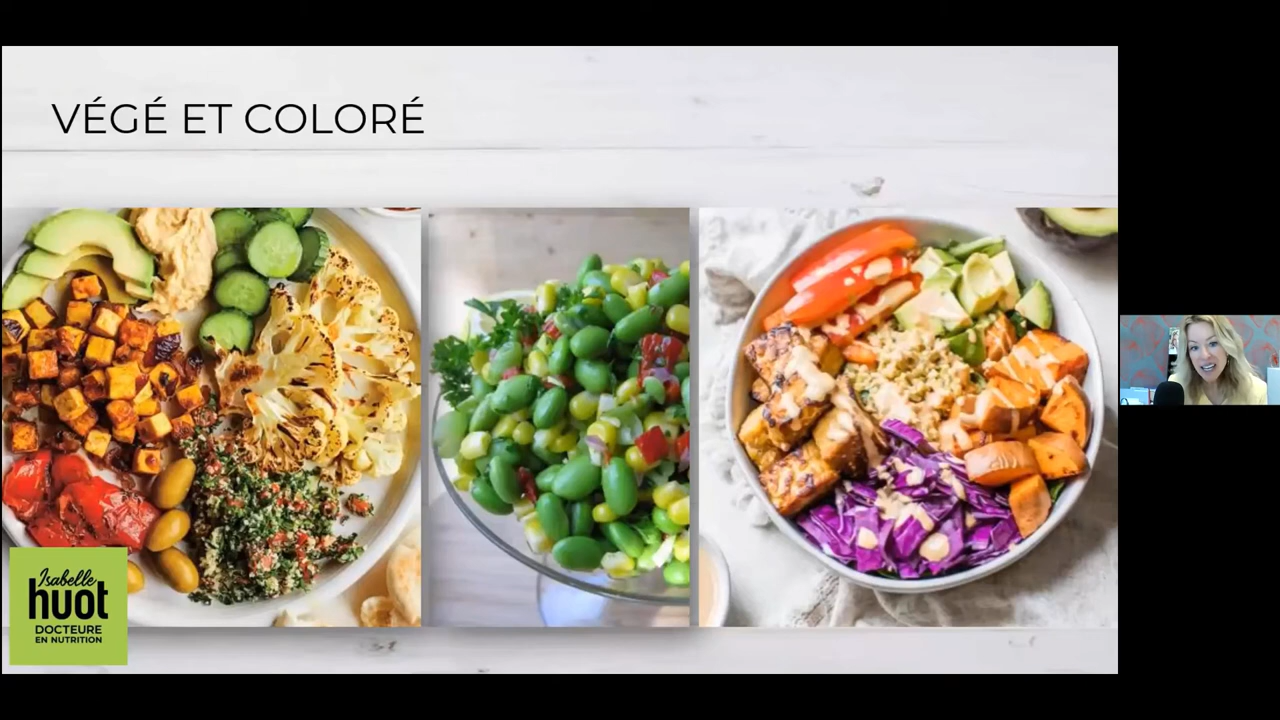 VÉGÉ ET COLORÉ
Isabelle
huot
DOCTEURE
EN NUTRITION